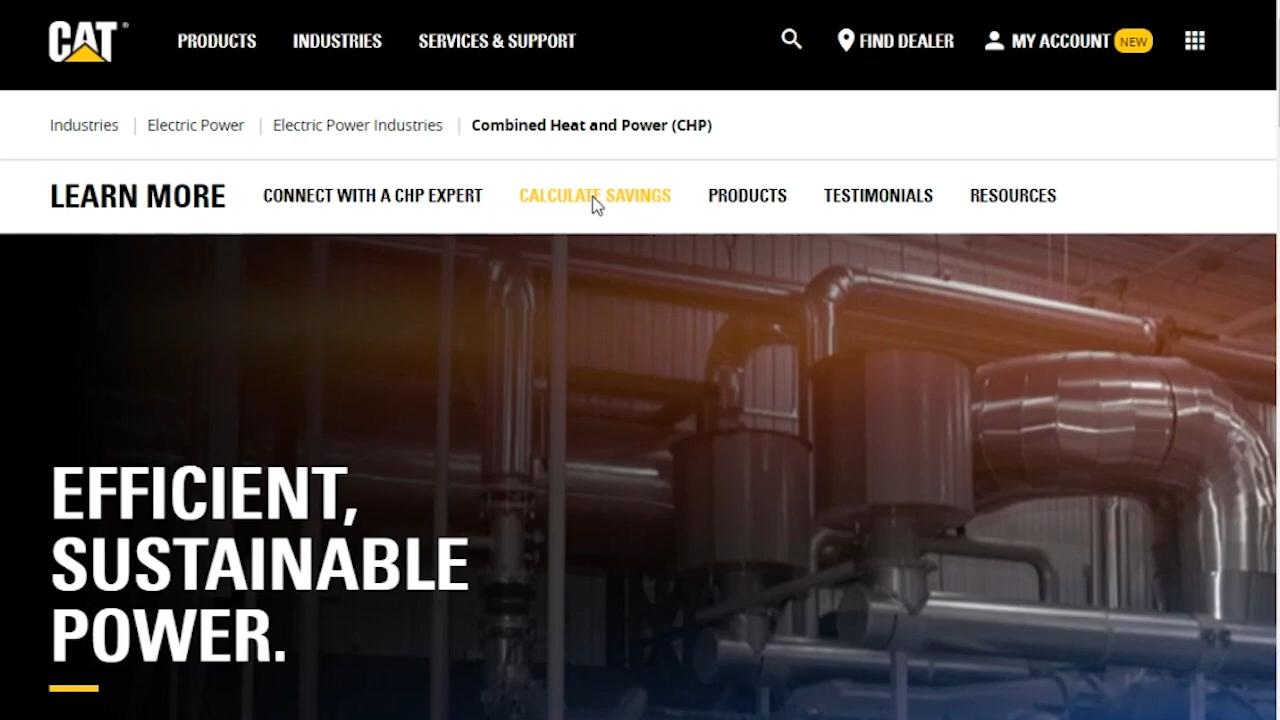 CAT ® PRODUCTS INDUSTRIES SERVICES & SUPPORT FIND DEALER MY ACCOUNT NEW
Industries | Electric Power | Electric Power Industries | Combined Heat and Power (CHP)
LEARN MORE CONNECT WITH A CHP EXPERT CALCULATE SAVINGS PRODUCTS TESTIMONIALS RESOURCES
EFFICIENT,
SUSTAINABLE
POWER.